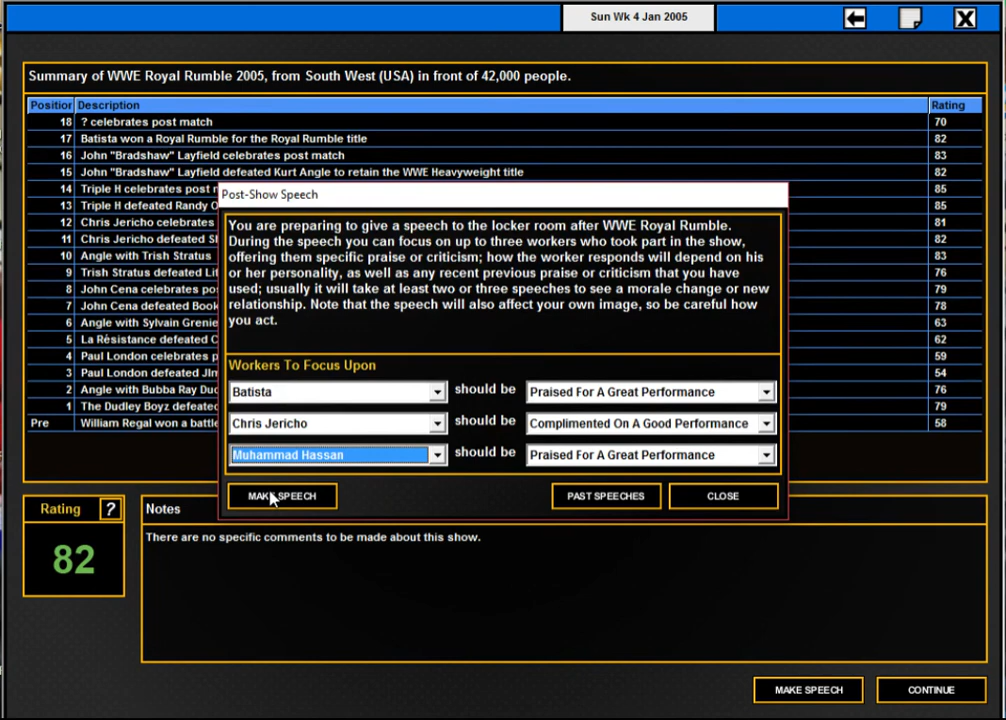 Sun Wk 4 Jan 2005
Summary of WWE Royal Rumble 2005, from South West (USA) in front of 42,000 people.
Position Description Rating
18 ? celebrates post match 70
17 Batista won a Royal Rumble for the Royal Rumble title 82
16 John "Bradshaw" Layfield celebrates post match 83
15 John "Bradshaw" Layfield defeated Kurt Angle to retain the WWE Heavyweight title 82
14 Triple H celebrates post 85
13 Triple H defeated Randy O 85
12 Chris Jericho celebrates 81
11 Chris Jericho defeated 82
10 Angle with Trish Stratus 83
9 Trish Stratus defeated Lit 76
8 John Cena celebrates po 79
7 John Cena defeated Book 78
6 Angle with Sylvain Grenie 63
5 La Résistance defeated 62
4 Paul London celebrates p 59
3 Paul London defeated 54
2 Angle with Bubba Ray Du 76
1 The Dudley Boyz defeated 79
Pre William Regal won a battle 58
Post-Show Speech
You are preparing to give a speech to the locker room after WWE Royal Rumble.
During the speech you can focus on up to three workers who took part in the show,
offering them specific praise or criticism; how the worker responds will depend on his
or her personality, as well as any recent previous praise or criticism that you have
used; usually it will take at least two or three speeches to see a morale change or new
relationship. Note that the speech will also affect your own image, so be careful how
you act.
Workers To Focus Upon
Batista should be Praised For A Great Performance
Chris Jericho should be Complimented On A Good Performance
Muhammad Hassan should be Praised For A Great Performance
MAKE SPEECH PAST SPEECHES CLOSE
Rating ? Notes
82
There are no specific comments to be made about this show.
MAKE SPEECH CONTINUE